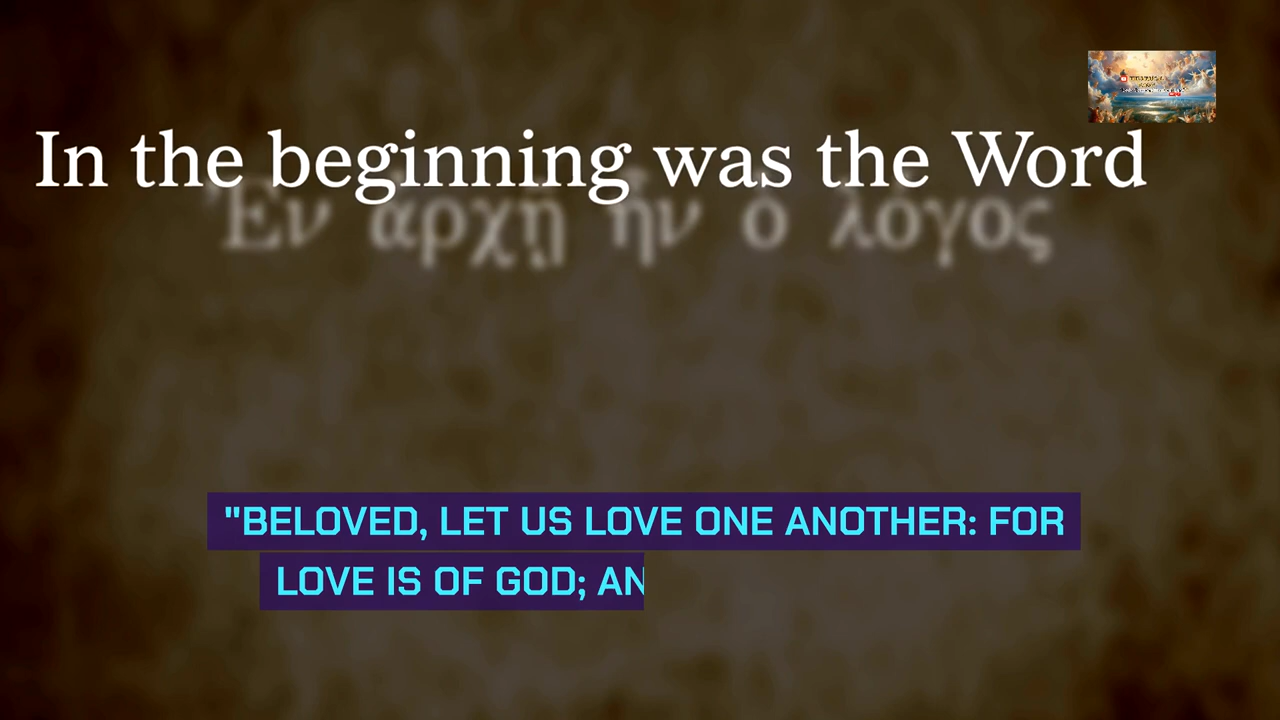 In the beginning was the Word
Ἐν ἀρχῇ ἦν ὁ λόγος
"BELOVED, LET US LOVE ONE ANOTHER: FOR
LOVE IS OF GOD; AN